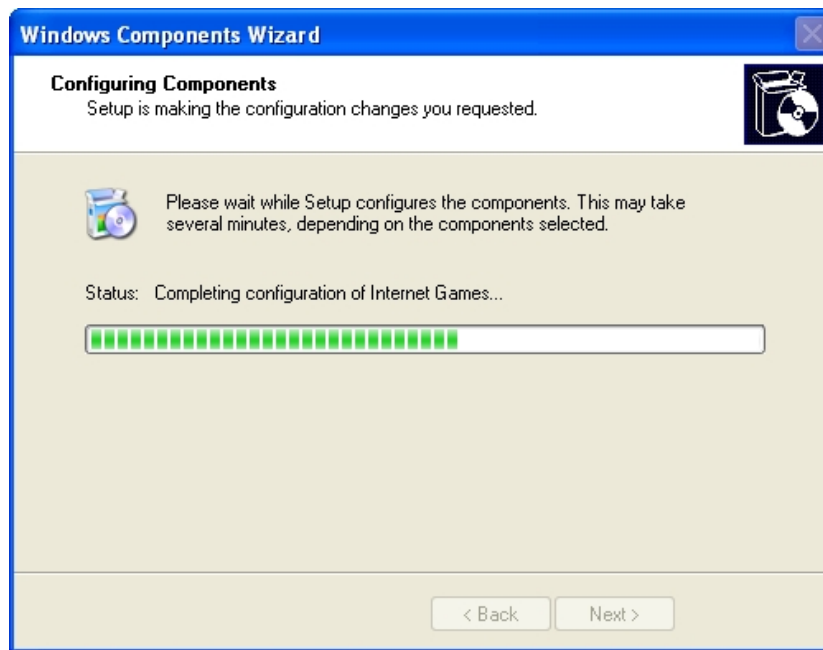 Windows Components Wizard
Configuring Components
Setup is making the configuration changes you requested.
Please wait while Setup configures the components. This may take
several minutes, depending on the components selected.
Status: Completing configuration of Internet Games...
< Back Next >